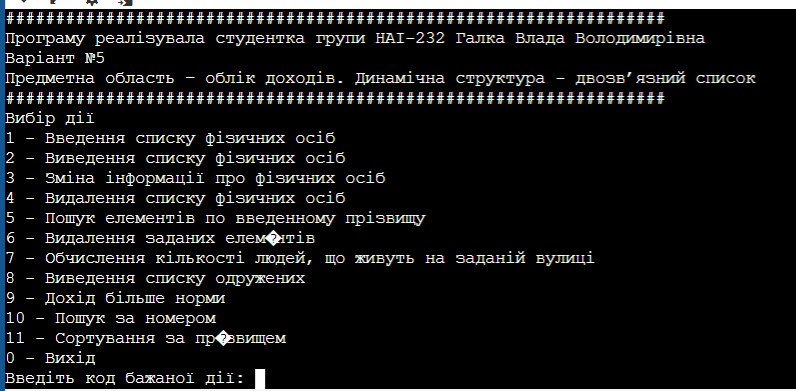 ##################################################################
Програму реалізувала студентка групи НАІ-232 Галка Влада Володимирівна
Варіант №5
Предметна область – облік доходів. Динамічна структура – двозв’язний список
##################################################################
Вибір дії
1 – Введення списку фізичних осіб
2 – Виведення списку фізичних осіб
3 – Зміна інформації про фізичних осіб
4 – Видалення списку фізичних осіб
5 – Пошук елементів по введенному прізвищу
6 – Видалення заданих елем�нтів
7 – Обчислення кількості людей, що живуть на заданій вулиці
8 – Виведення списку одружених
9 – Дохід більше норми
10 – Пошук за номером
11 – Сортування за пр�звищем
0 – Вихід
Введіть код бажаної дії: